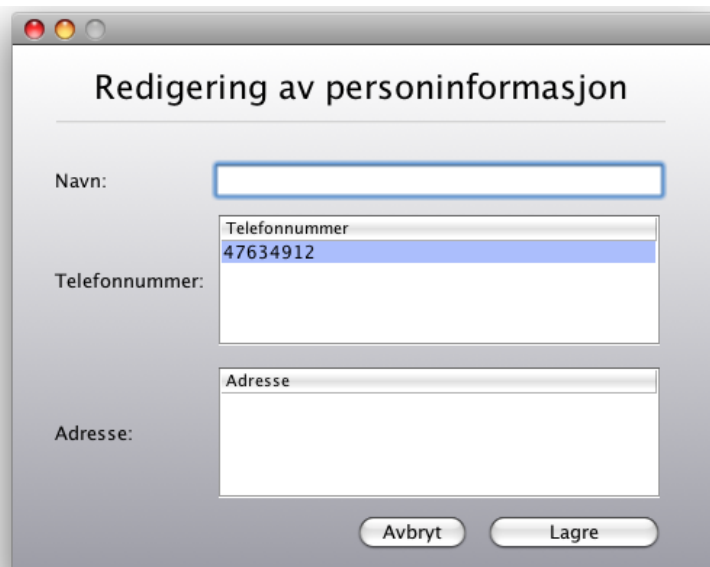 Redigering av personinformasjon
Navn:
Telefonnummer
47634912
Telefonnummer:
Adresse
Adresse:
Avbryt
Lagre